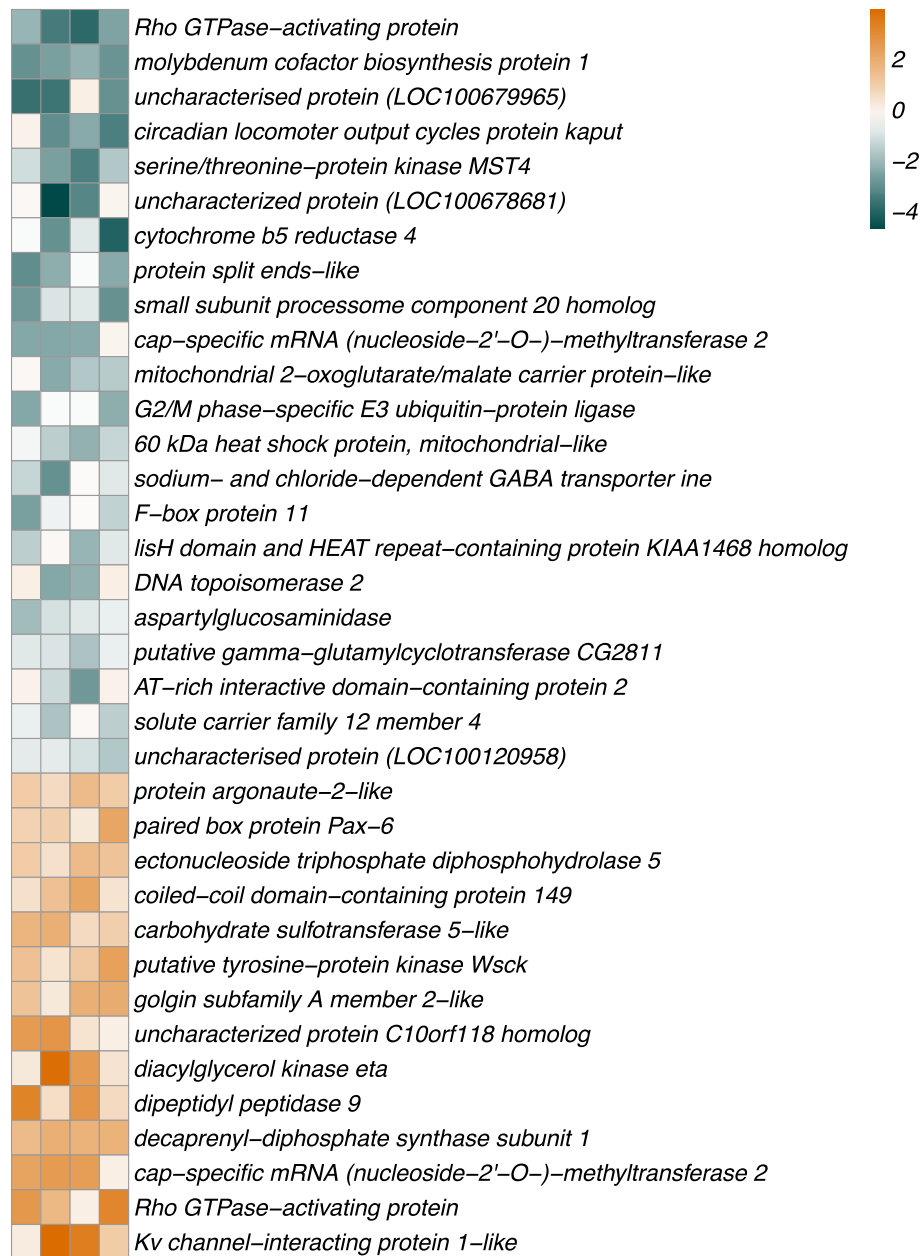 Rho GTPase−activating protein
molybdenum cofactor biosynthesis protein 1
uncharacterised protein (LOC100679965)
circadian locomoter output cycles protein kaput
serine/threonine−protein kinase MST4
uncharacterized protein (LOC100678681)
cytochrome b5 reductase 4
protein split ends−like
small subunit processome component 20 homolog
cap−specific mRNA (nucleoside−2'−O−)−methyltransferase 2
mitochondrial 2−oxoglutarate/malate carrier protein−like
G2/M phase−specific E3 ubiquitin−protein ligase
60 kDa heat shock protein, mitochondrial−like
sodium− and chloride−dependent GABA transporter ine
F−box protein 11
lisH domain and HEAT repeat−containing protein KIAA1468 homolog
DNA topoisomerase 2
aspartylglucosaminidase
putative gamma−glutamylcyclotransferase CG2811
AT−rich interactive domain−containing protein 2
solute carrier family 12 member 4
uncharacterised protein (LOC100120958)
protein argonaute−2−like
paired box protein Pax−6
ectonucleoside triphosphate diphosphohydrolase 5
coiled−coil domain−containing protein 149
carbohydrate sulfotransferase 5−like
putative tyrosine−protein kinase Wsck
golgin subfamily A member 2−like
uncharacterized protein C10orf118 homolog
diacylglycerol kinase eta
dipeptidyl peptidase 9
decaprenyl−diphosphate synthase subunit 1
cap−specific mRNA (nucleoside−2'−O−)−methyltransferase 2
Rho GTPase−activating protein
Kv channel−interacting protein 1−like
2
0
−2
−4